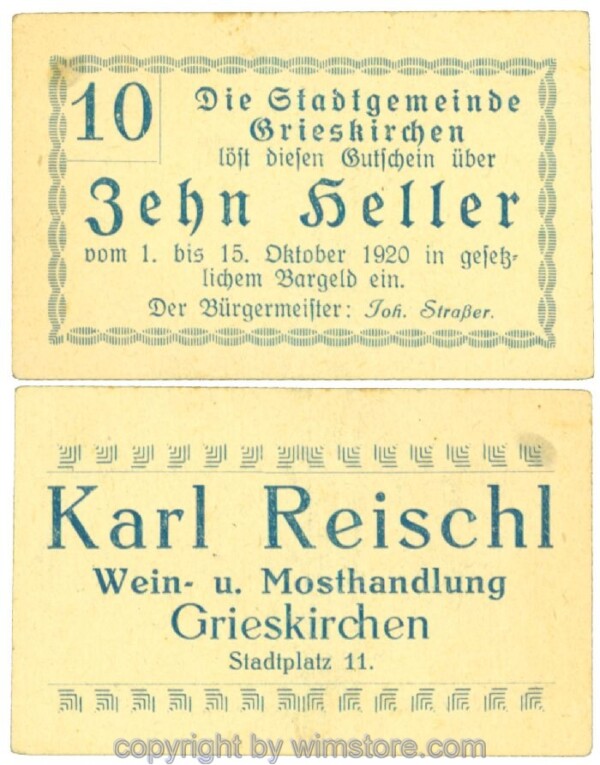 10
Die Stadtgemeinde
Grieskirchen
löst diesen Gutschein über
Zehn Heller
vom 1. bis 15. Oktober 1920 in gesetz-
lichem Bargeld ein.
Der Bürgermeister: Joh. Straßer.
Karl Reischl
Wein- u. Mosthandlung
Grieskirchen
Stadtplatz 11.
copyright by wimstore.com